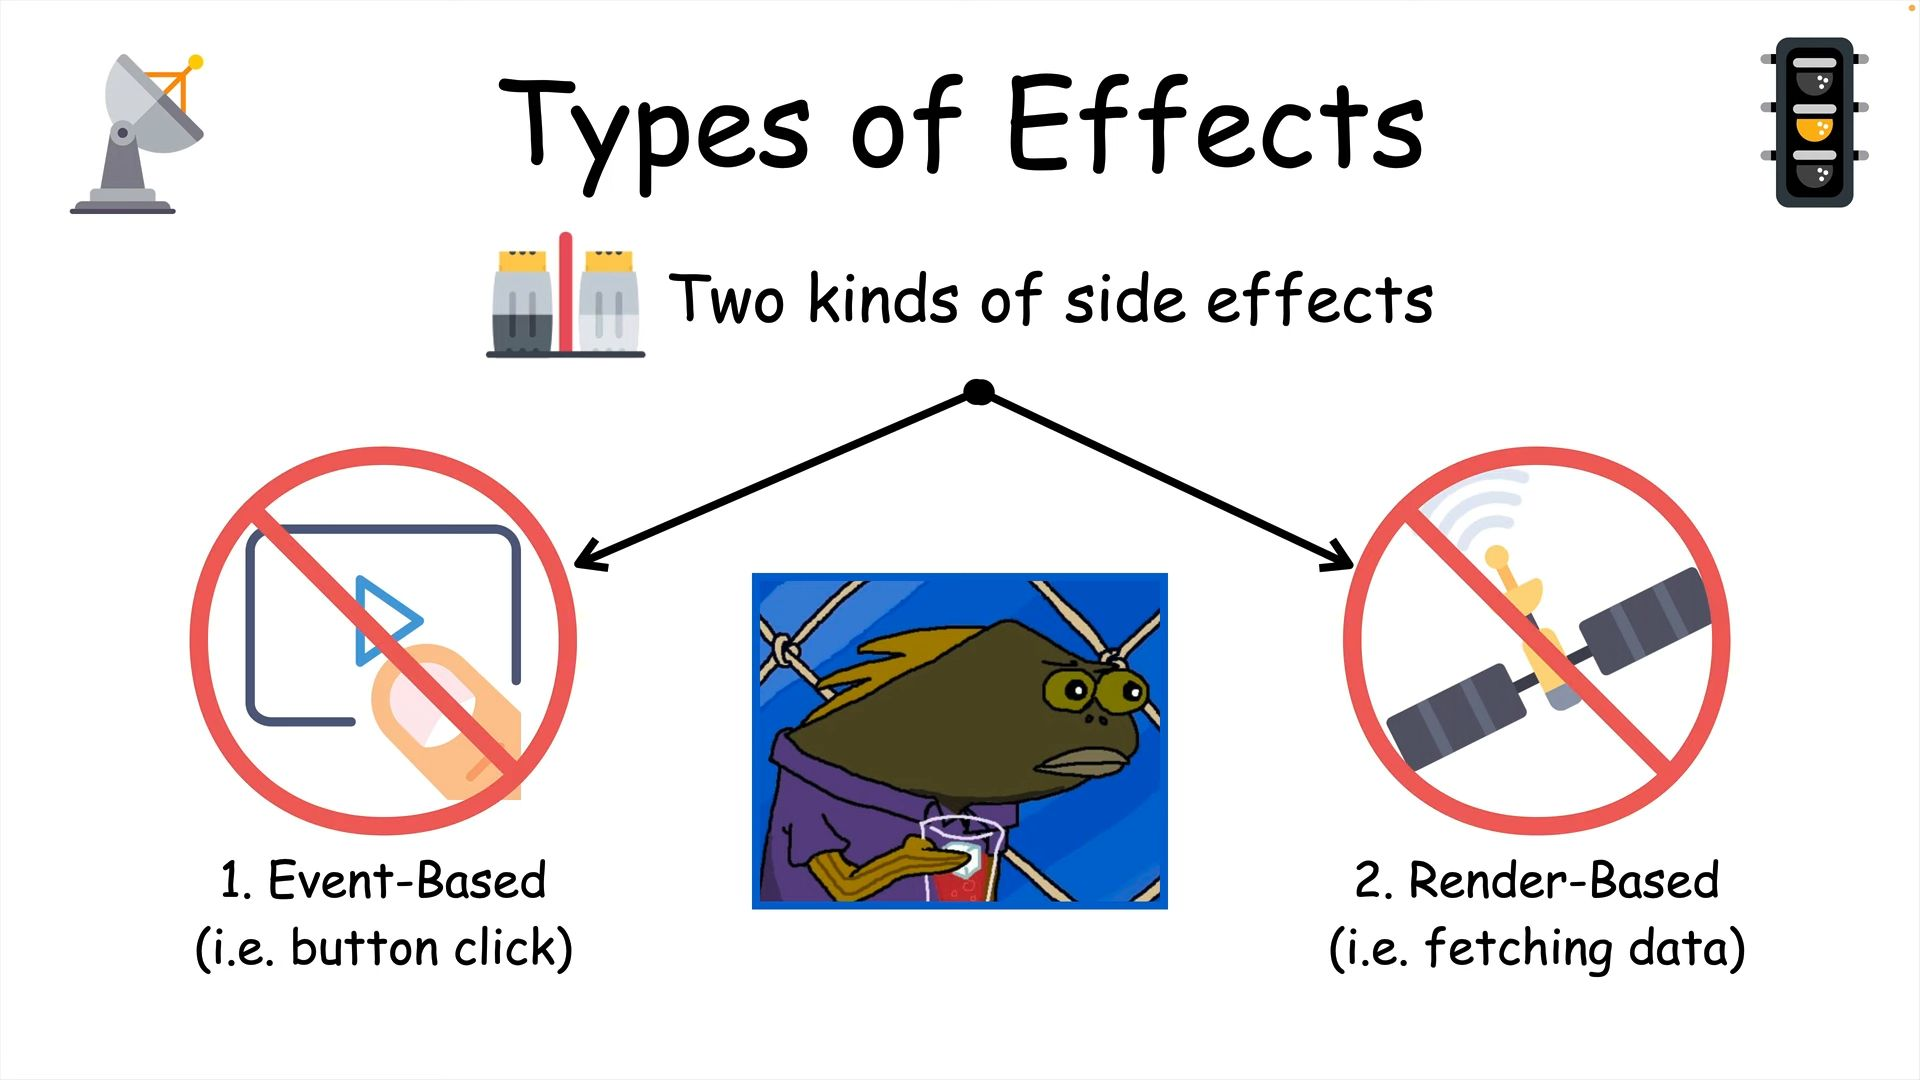 Types of Effects
Two kinds of side effects
1. Event-Based
(i.e. button click)
2. Render-Based
(i.e. fetching data)